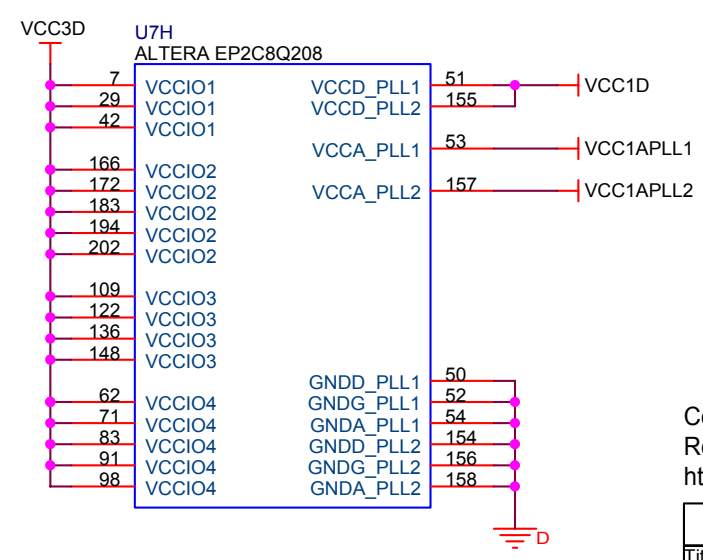 VCC3D
U7H
ALTERA EP2C8Q208
7 VCCIO1 VCCD_PLL1 51 VCC1D
29 VCCIO1 VCCD_PLL2 155
42 VCCIO1
VCCA_PLL1 53 VCC1APLL1
166 VCCIO2
172 VCCIO2 VCCA_PLL2 157 VCC1APLL2
183 VCCIO2
194 VCCIO2
202 VCCIO2
109 VCCIO3
122 VCCIO3
136 VCCIO3
148 VCCIO3
GNDD_PLL1 50
62 VCCIO4 GNDG_PLL1 52
71 VCCIO4 GNDA_PLL1 54
83 VCCIO4 GNDD_PLL2 154
91 VCCIO4 GNDG_PLL2 156
98 VCCIO4 GNDA_PLL2 158
D